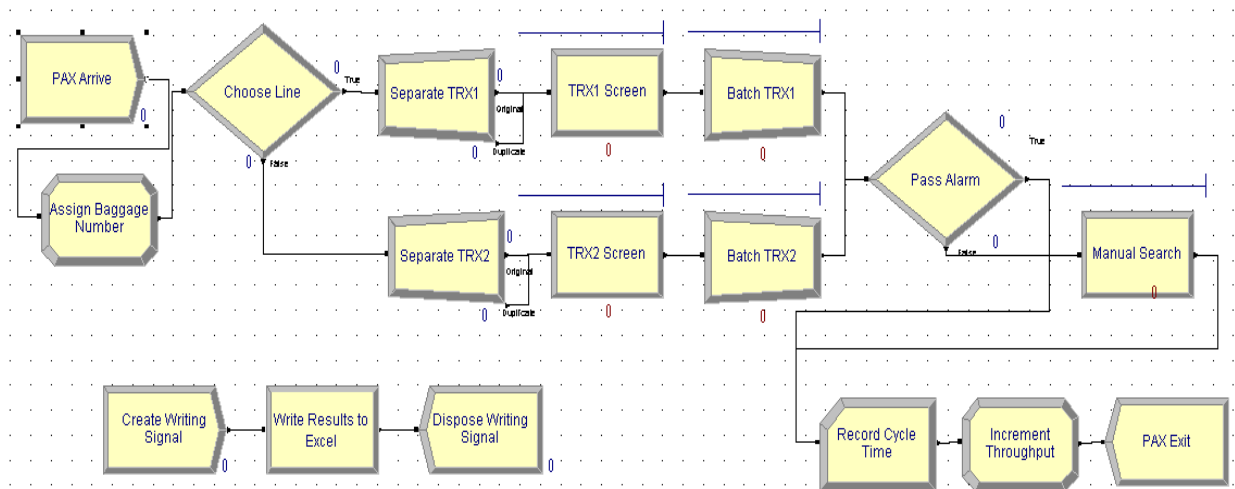 PAX Arrive
0
Assign Baggage
Number
Choose Line
0
True
0
False
Separate TRX1
0
Original
0
Duplicate
TRX1 Screen
0
Batch TRX1
0
Separate TRX2
0
Original
0
Duplicate
TRX2 Screen
0
Batch TRX2
0
Pass Alarm
0
True
0
False
Manual Search
0
Create Writing
Signal
0
Write Results to
Excel
Dispose Writing
Signal
0
Record Cycle
Time
Increment
Throughput
PAX Exit